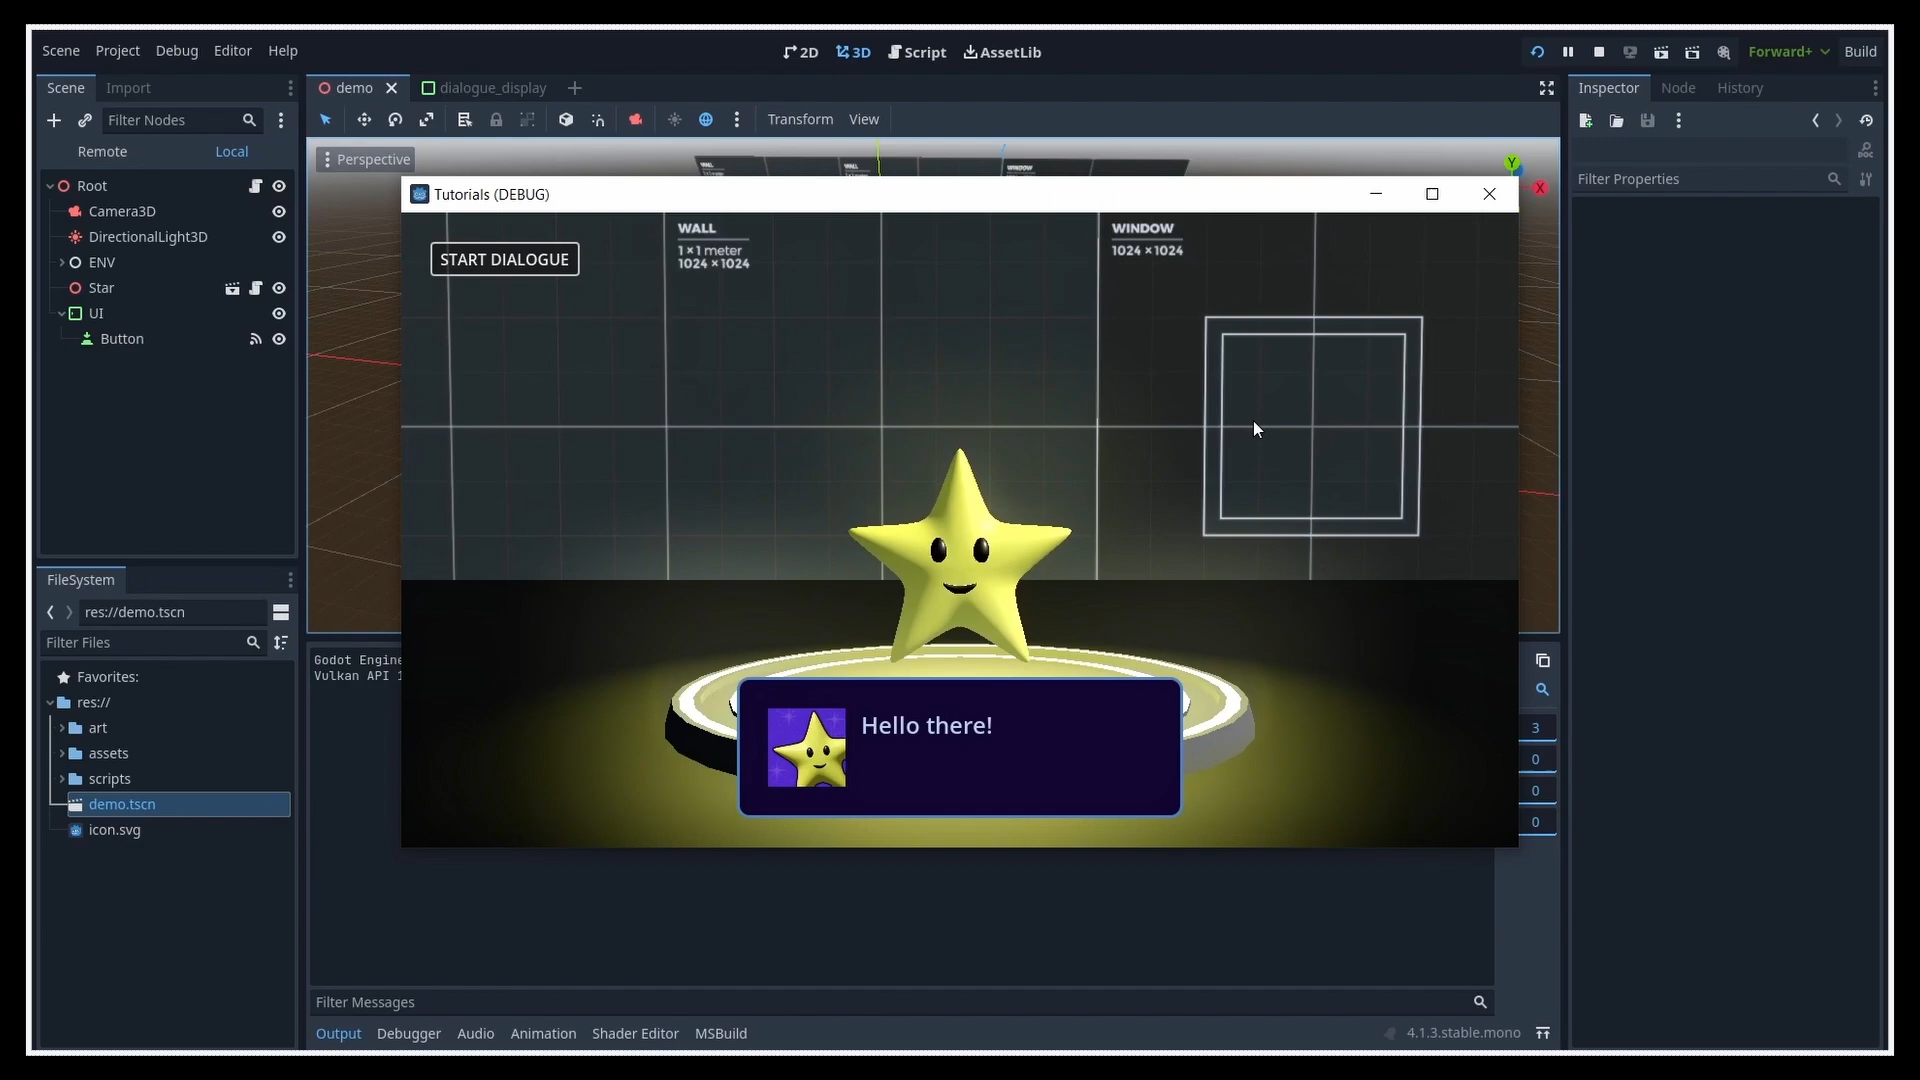 Scene Project Debug Editor Help
2D 3D Script AssetLib
Forward+ Build
Scene Import
demo dialogue_display
Inspector Node History
Filter Nodes
Transform View
Remote Local
Perspective
Filter Properties
Root
Camera3D
DirectionalLight3D
ENV
Star
UI
Button
Y
X
Tutorials (DEBUG)
START DIALOGUE
WALL
1 × 1 meter
1024 × 1024
WINDOW
1024 × 1024
Hello there!
FileSystem
res://demo.tscn
Filter Files
Favorites:
res://
art
assets
scripts
demo.tscn
icon.svg
Godot Engine
Vulkan API 1
3
0
0
0
Filter Messages
Output Debugger Audio Animation Shader Editor MSBuild
4.1.3.stable.mono